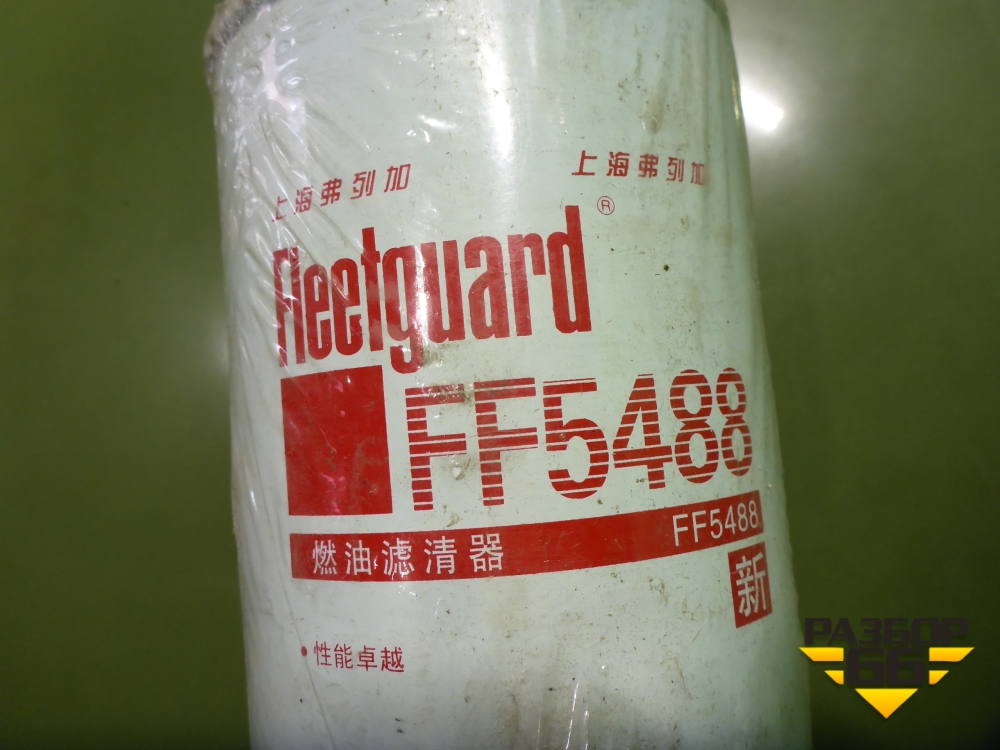 上海弗列加 上海弗列加
Fleetguard®
FF5488
FF5488
燃油滤清器
新
• 性能卓越
РАЗБОР
66